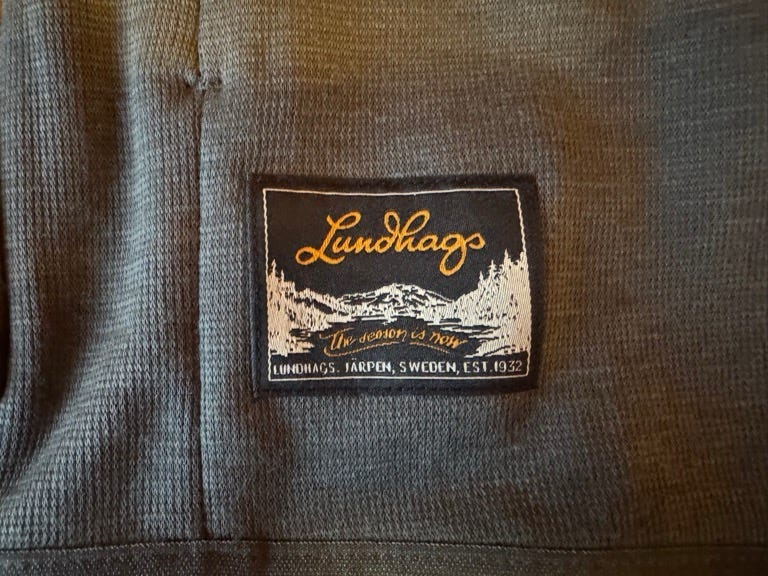 Lundhags
The season is now
LUNDHAGS. JÄRPEN, SWEDEN, EST.1932